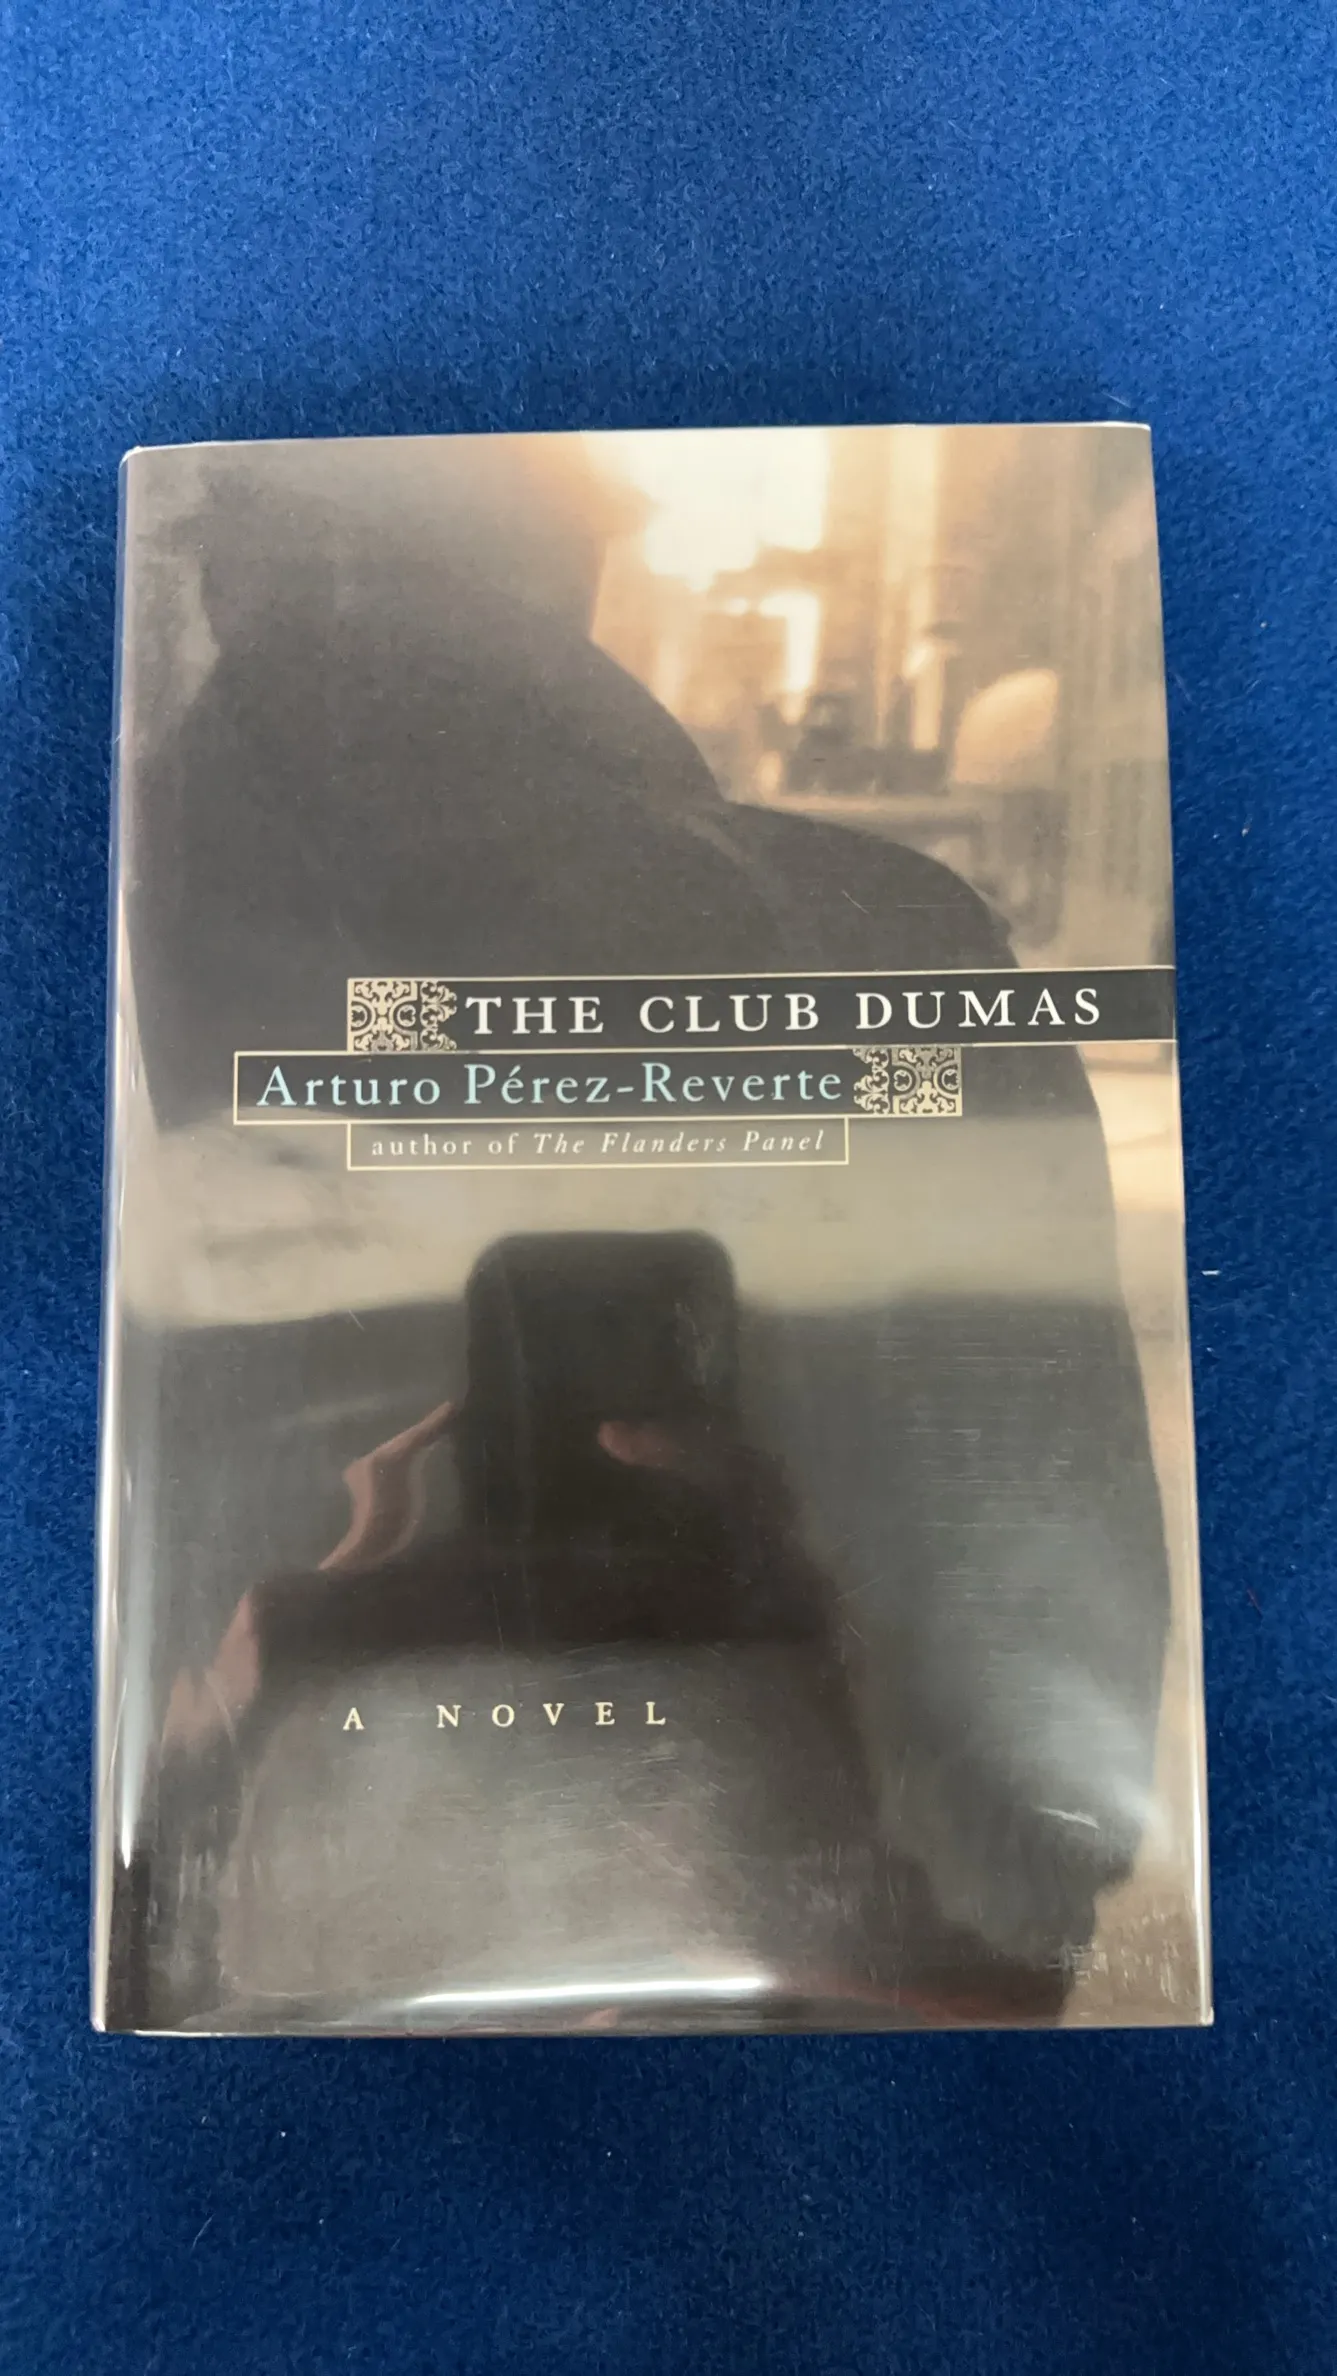 THE CLUB DUMAS
Arturo Pérez-Reverte
author of The Flanders Panel
A NOVEL